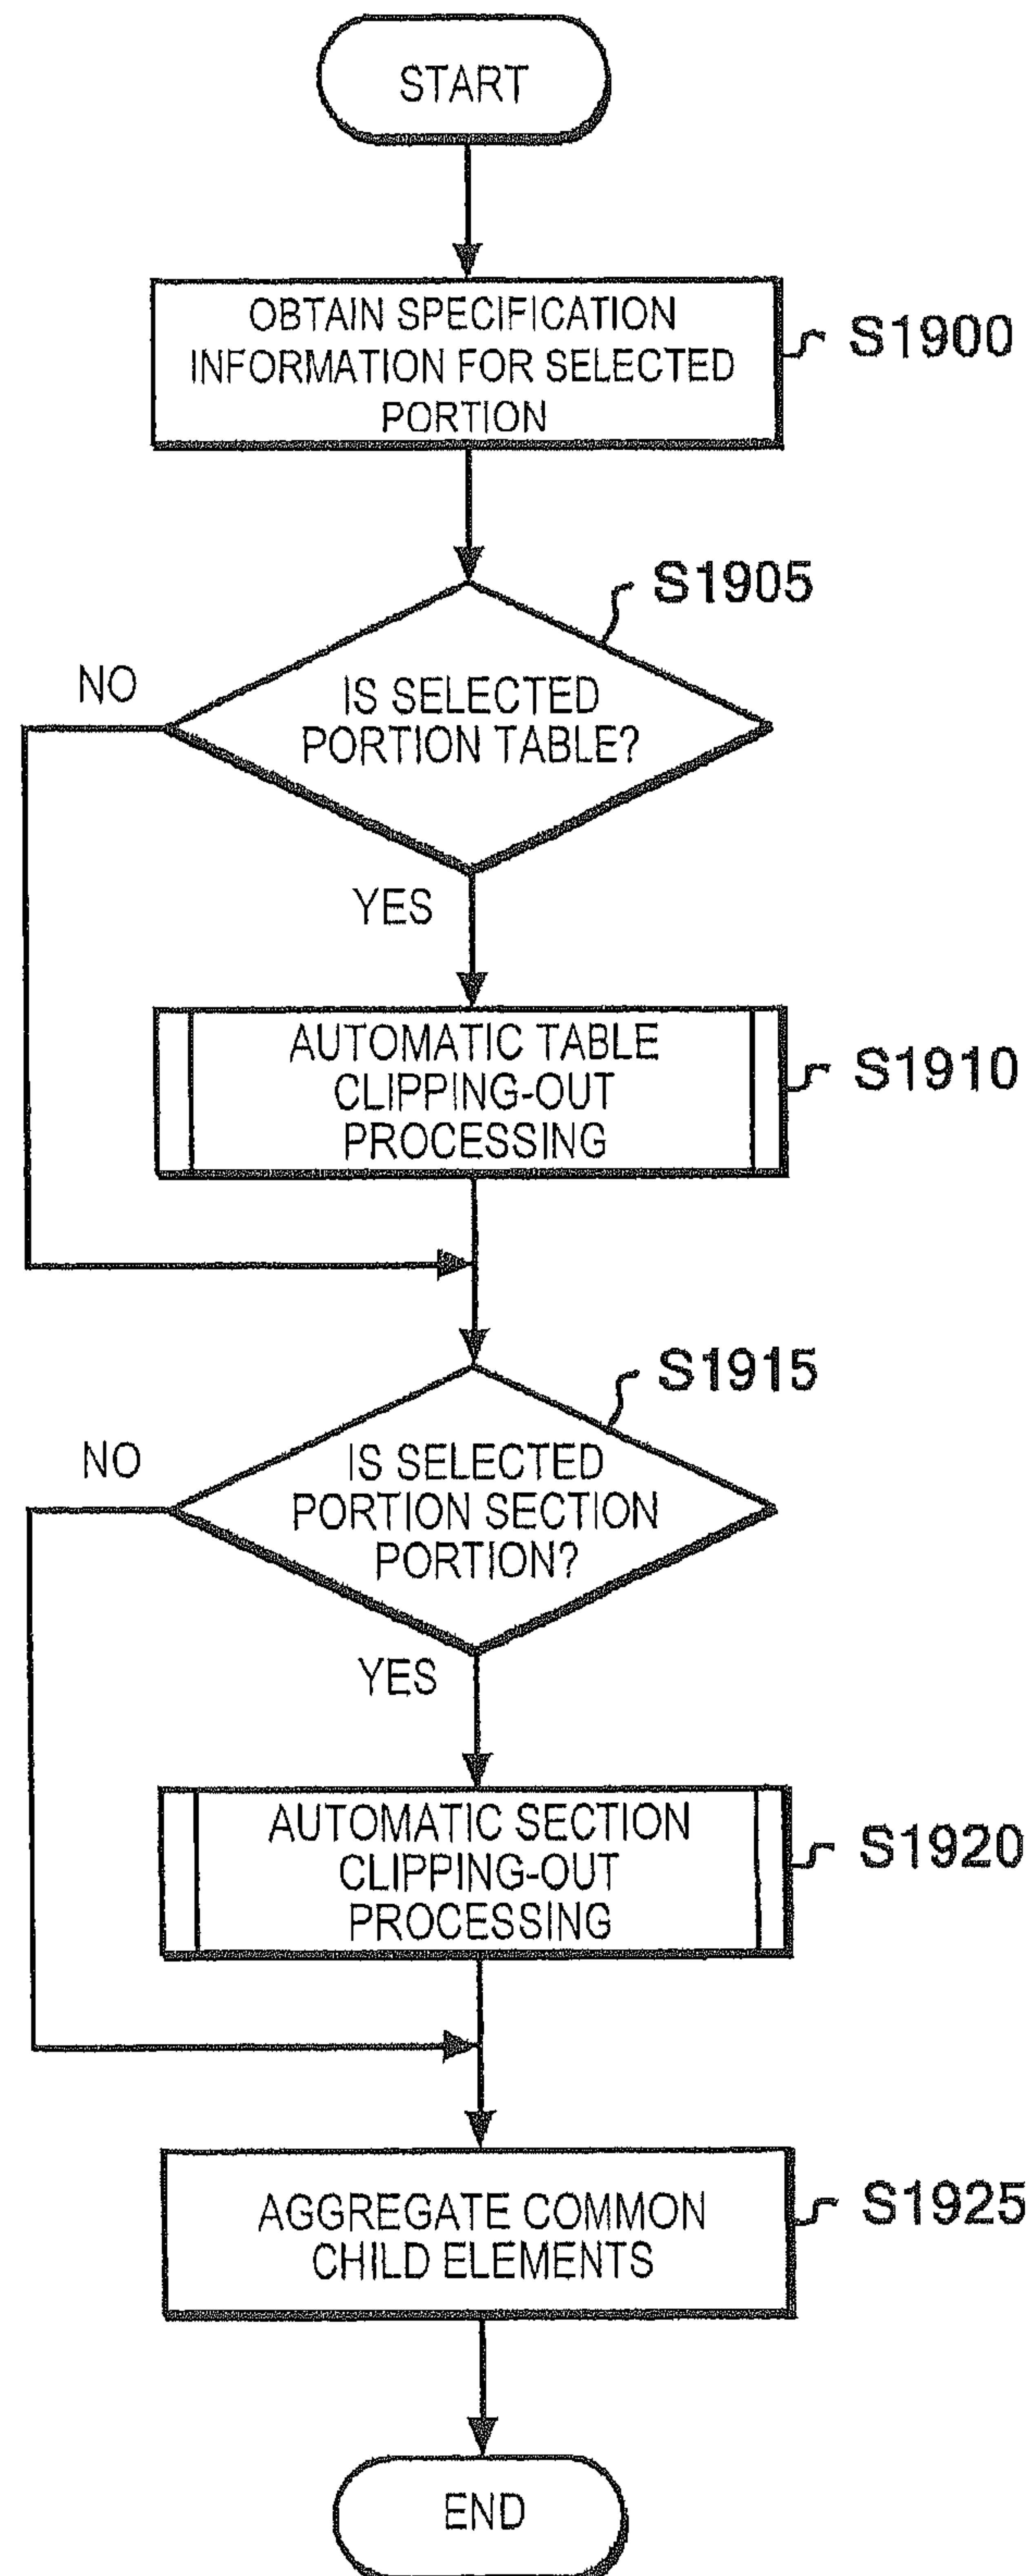 START
OBTAIN SPECIFICATION
INFORMATION FOR SELECTED
PORTION
S1900
S1905
NO
IS SELECTED
PORTION TABLE?
YES
AUTOMATIC TABLE
CLIPPING-OUT
PROCESSING
S1910
S1915
NO
IS SELECTED
PORTION SECTION
PORTION?
YES
AUTOMATIC SECTION
CLIPPING-OUT
PROCESSING
S1920
AGGREGATE COMMON
CHILD ELEMENTS
S1925
END